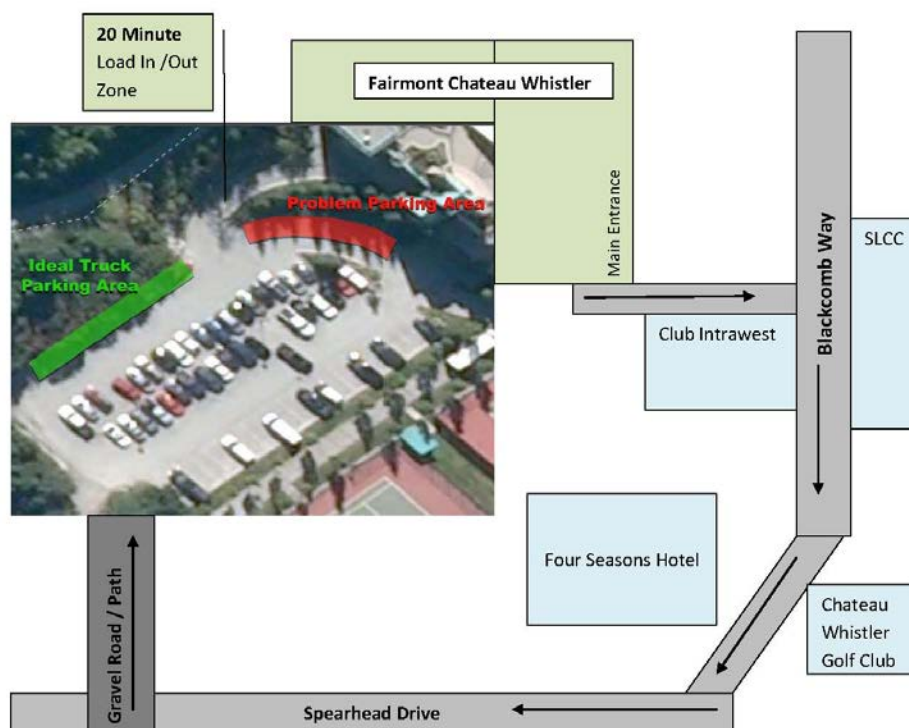 20 Minute
Load In /Out
Zone
Fairmont Chateau Whistler
Main Entrance
Problem Parking Area
Ideal Truck
Parking Area
Blackcomb Way
SLCC
Club Intrawest
Four Seasons Hotel
Chateau
Whistler
Golf Club
Gravel Road / Path
Spearhead Drive